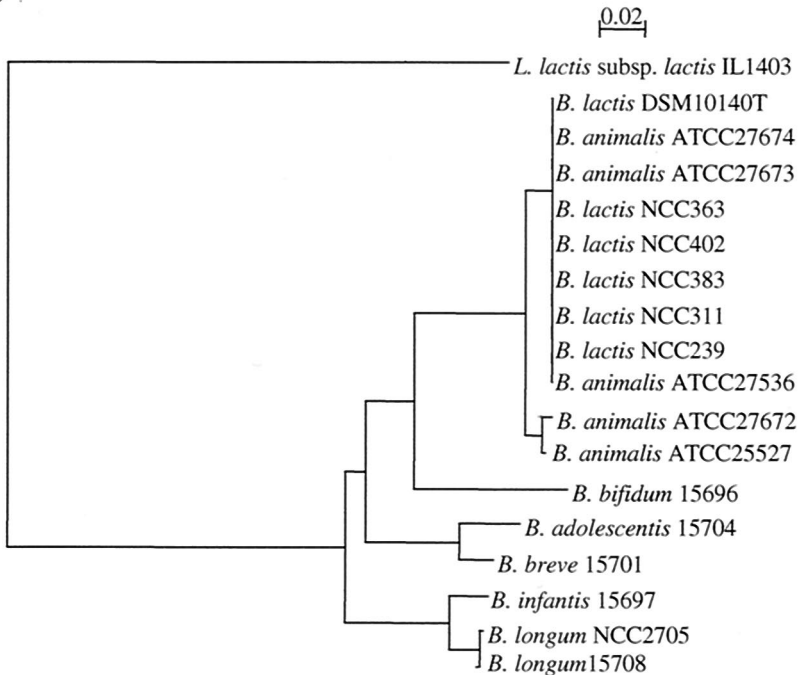 0.02
L. lactis subsp. lactis IL1403
B. lactis DSM10140T
B. animalis ATCC27674
B. animalis ATCC27673
B. lactis NCC363
B. lactis NCC402
B. lactis NCC383
B. lactis NCC311
B. lactis NCC239
B. animalis ATCC27536
B. animalis ATCC27672
B. animalis ATCC25527
B. bifidum 15696
B. adolescentis 15704
B. breve 15701
B. infantis 15697
B. longum NCC2705
B. longum15708